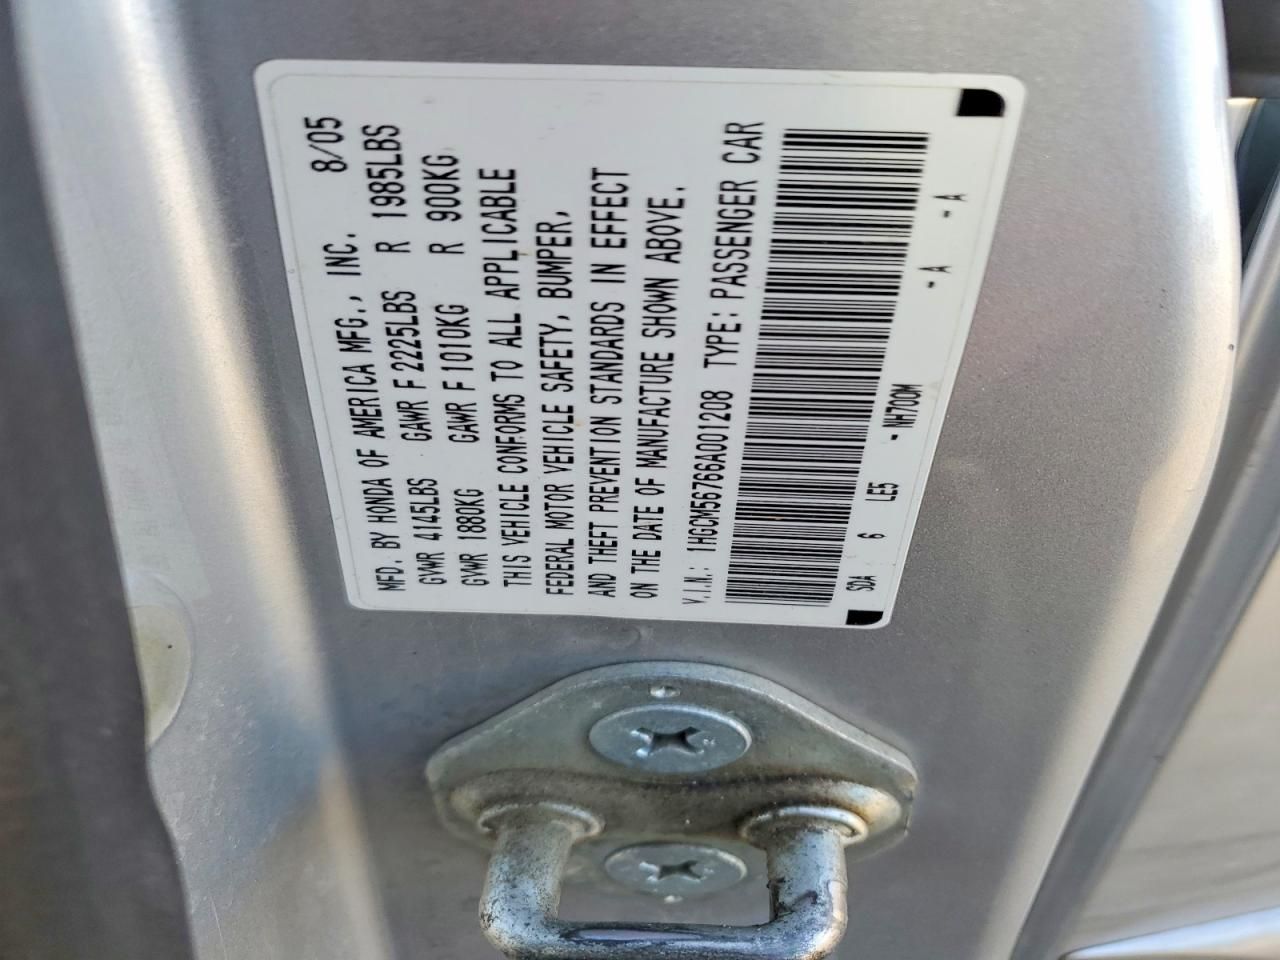 MFD. BY HONDA OF AMERICA MFG., INC. 8/05
GVWR 4145LBS GAWR F 2225LBS R 1985LBS
GVWR 1880KG GAWR F 1010KG R 900KG
THIS VEHICLE CONFORMS TO ALL APPLICABLE
FEDERAL MOTOR VEHICLE SAFETY, BUMPER,
AND THEFT PREVENTION STANDARDS IN EFFECT
ON THE DATE OF MANUFACTURE SHOWN ABOVE.
V.I.N.: 1HGCM56766A001208 TYPE: PASSENGER CAR
SDA 6 LE5 - NH700M - A - A